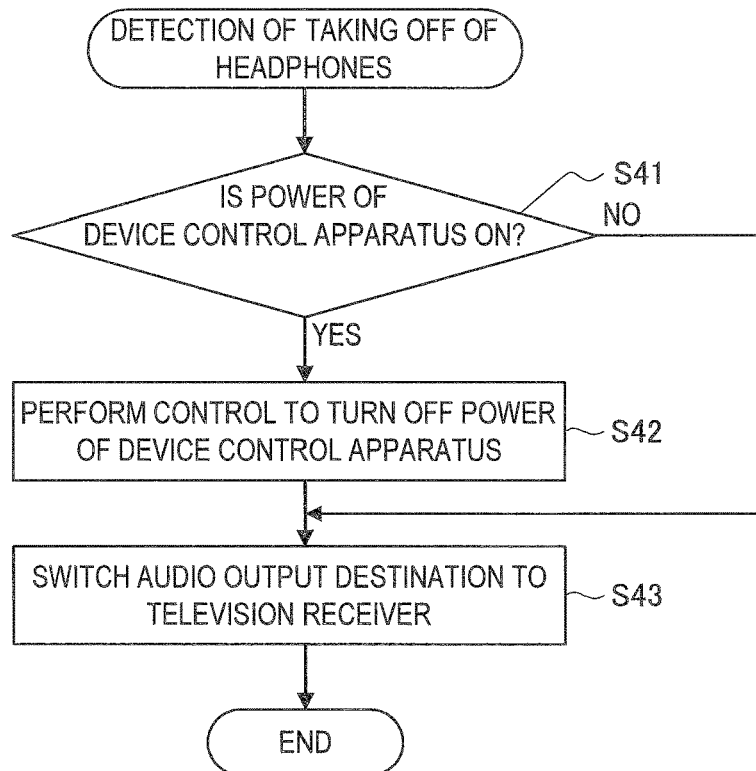 DETECTION OF TAKING OFF OF
HEADPHONES
S41
IS POWER OF
DEVICE CONTROL APPARATUS ON?
NO
YES
PERFORM CONTROL TO TURN OFF POWER
OF DEVICE CONTROL APPARATUS
S42
SWITCH AUDIO OUTPUT DESTINATION TO
TELEVISION RECEIVER
S43
END